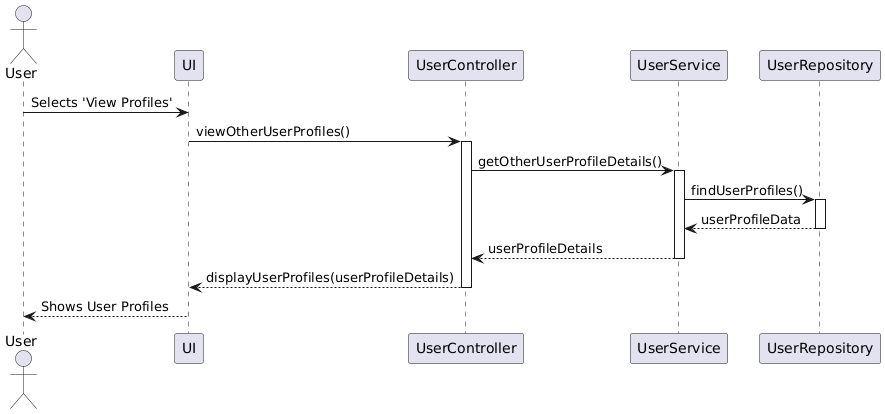 User
UI
UserController
UserService
UserRepository
Selects 'View Profiles'
viewOtherUserProfiles()
getOtherUserProfileDetails()
findUserProfiles()
userProfileData
userProfileDetails
displayUserProfiles(userProfileDetails)
Shows User Profiles
User
UI
UserController
UserService
UserRepository